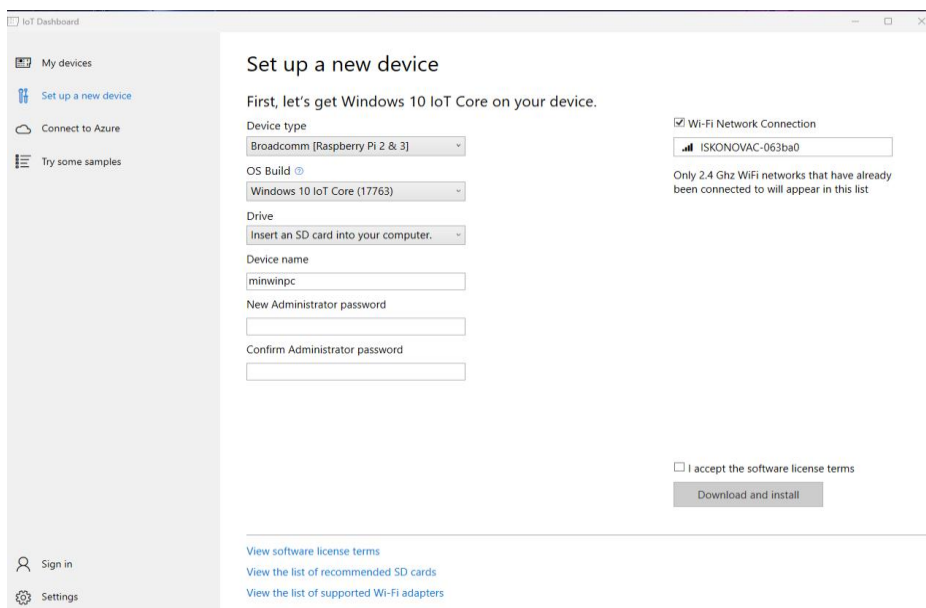 IoT Dashboard
My devices
Set up a new device
Connect to Azure
Try some samples
Sign in
Settings
Set up a new device
First, let's get Windows 10 IoT Core on your device.
Device type
Broadcomm [Raspberry Pi 2 & 3]
OS Build
Windows 10 IoT Core (17763)
Drive
Insert an SD card into your computer.
Device name
minwinpc
New Administrator password
Confirm Administrator password
Wi-Fi Network Connection
ISKONOVAC-063ba0
Only 2.4 Ghz WiFi networks that have already
been connected to will appear in this list
I accept the software license terms
Download and install
View software license terms
View the list of recommended SD cards
View the list of supported Wi-Fi adapters